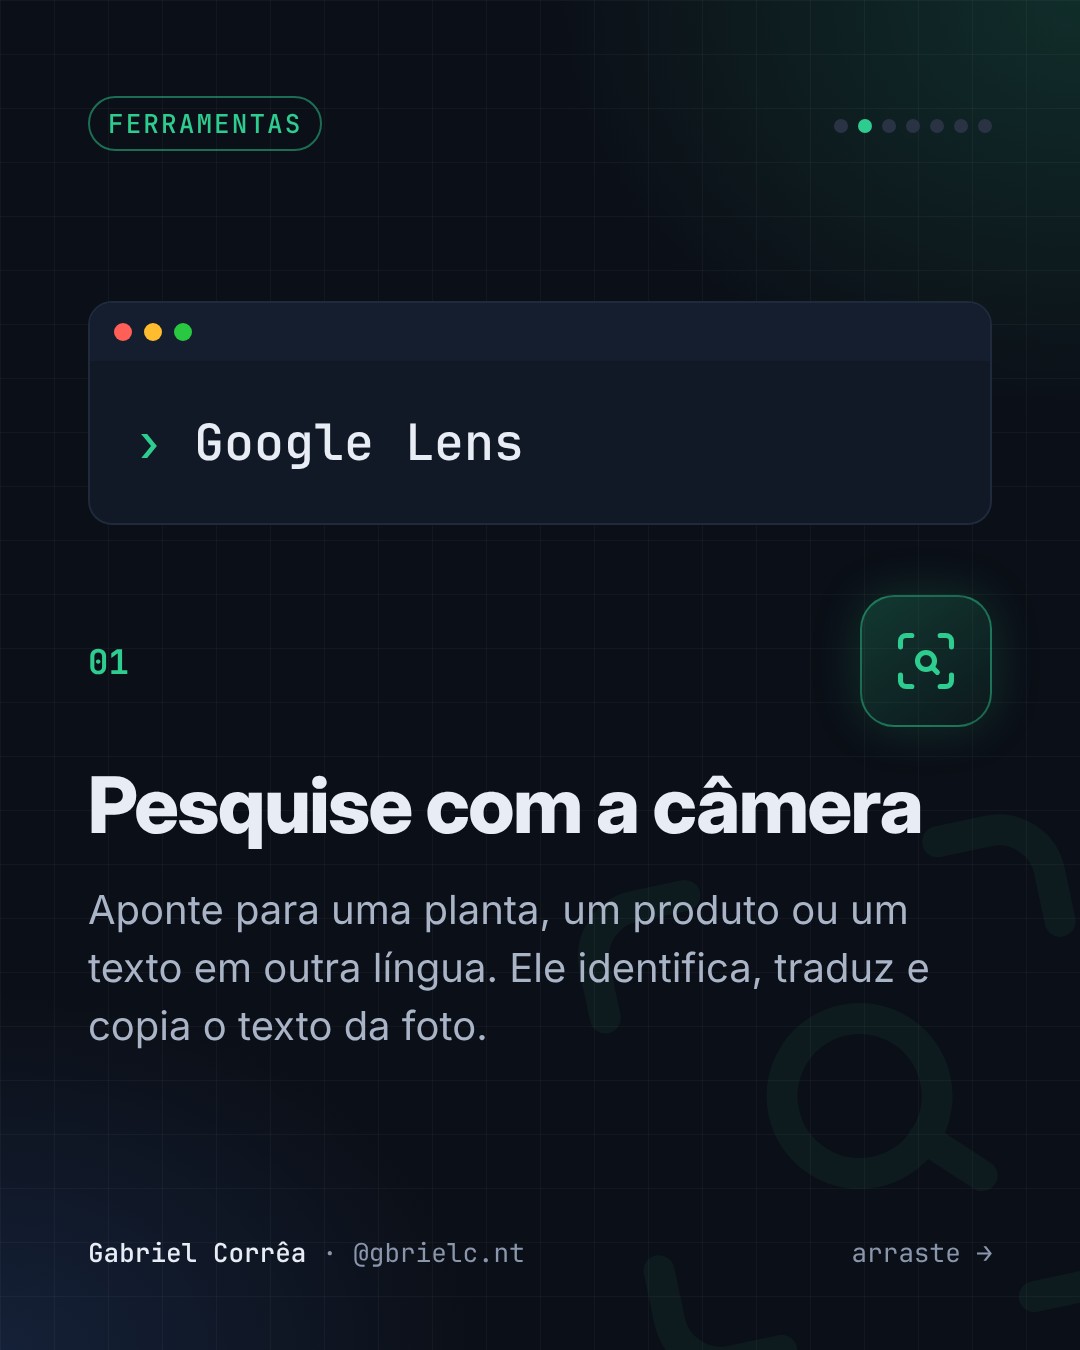 FERRAMENTAS
› Google Lens
01
Pesquise com a câmera
Aponte para uma planta, um produto ou um
texto em outra língua. Ele identifica, traduz e
copia o texto da foto.
Gabriel Corrêa · @gbrielc.nt
arraste →